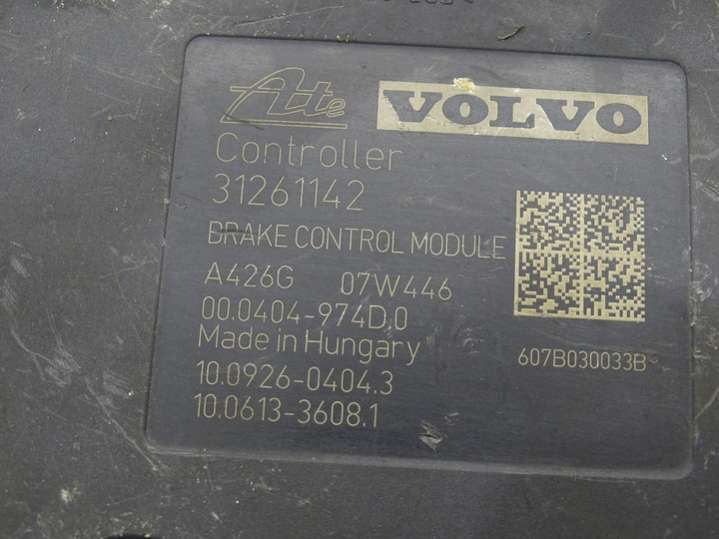 Ate VOLVO
Controller
31261142
BRAKE CONTROL MODULE
A426G 07W446
00.0404-974D.0
Made in Hungary
607B030033B
10.0926-0404.3
10.0613-3608.1